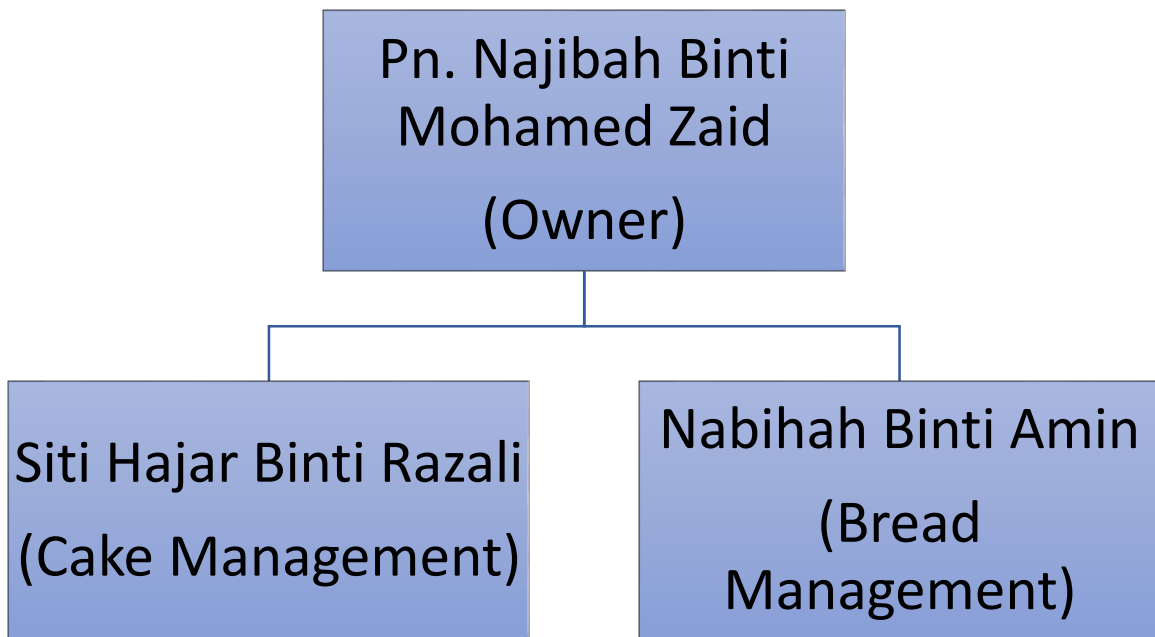 Pn. Najibah Binti
Mohamed Zaid
(Owner)
Siti Hajar Binti Razali
(Cake Management)
Nabihah Binti Amin
(Bread
Management)